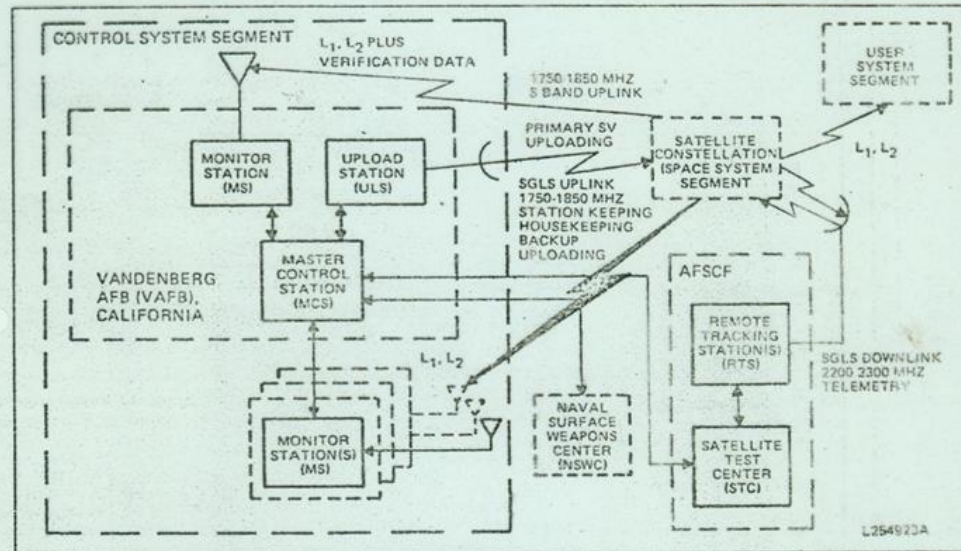 CONTROL SYSTEM SEGMENT
L1, L2 PLUS
VERIFICATION DATA
1750-1850 MHZ
S BAND UPLINK
USER
SYSTEM
SEGMENT
MONITOR
STATION
(MS)
UPLOAD
STATION
(ULS)
PRIMARY SV
UPLOADING
SATELLITE
CONSTELLATION
(SPACE SYSTEM
SEGMENT
L1, L2
SGLS UPLINK
1750-1850 MHZ
STATION KEEPING
HOUSEKEEPING
BACKUP
UPLOADING
VANDENBERG
AFB (VAFB),
CALIFORNIA
MASTER
CONTROL
STATION
(MCS)
AFSCF
REMOTE
TRACKING
STATION(S)
(RTS)
SGLS DOWNLINK
2200 2300 MHZ
TELEMETRY
L1, L2
MONITOR
STATION(S)
(MS)
NAVAL
SURFACE
WEAPONS
CENTER
(NSWC)
SATELLITE
TEST
CENTER
(STC)
L254923A